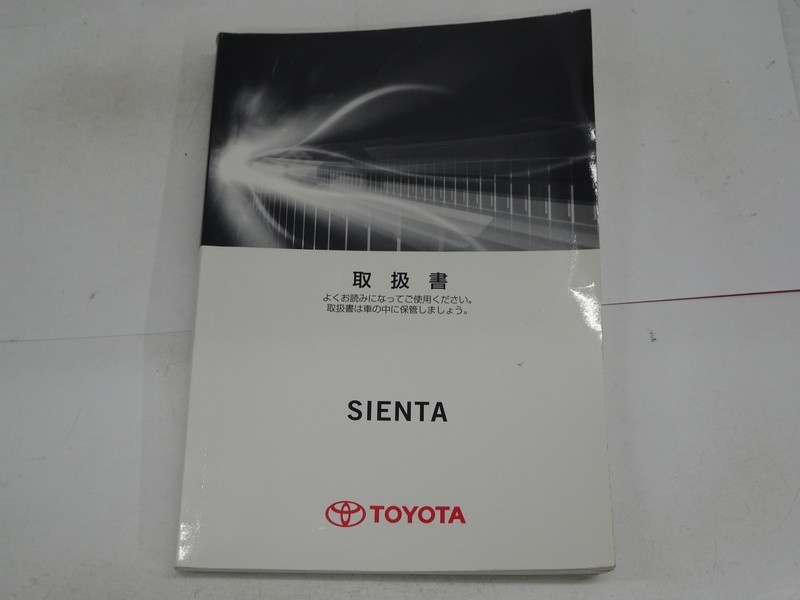 取扱書
よくお読みになってご使用ください。
取扱書は車の中に保管しましょう。
SIENTA
TOYOTA